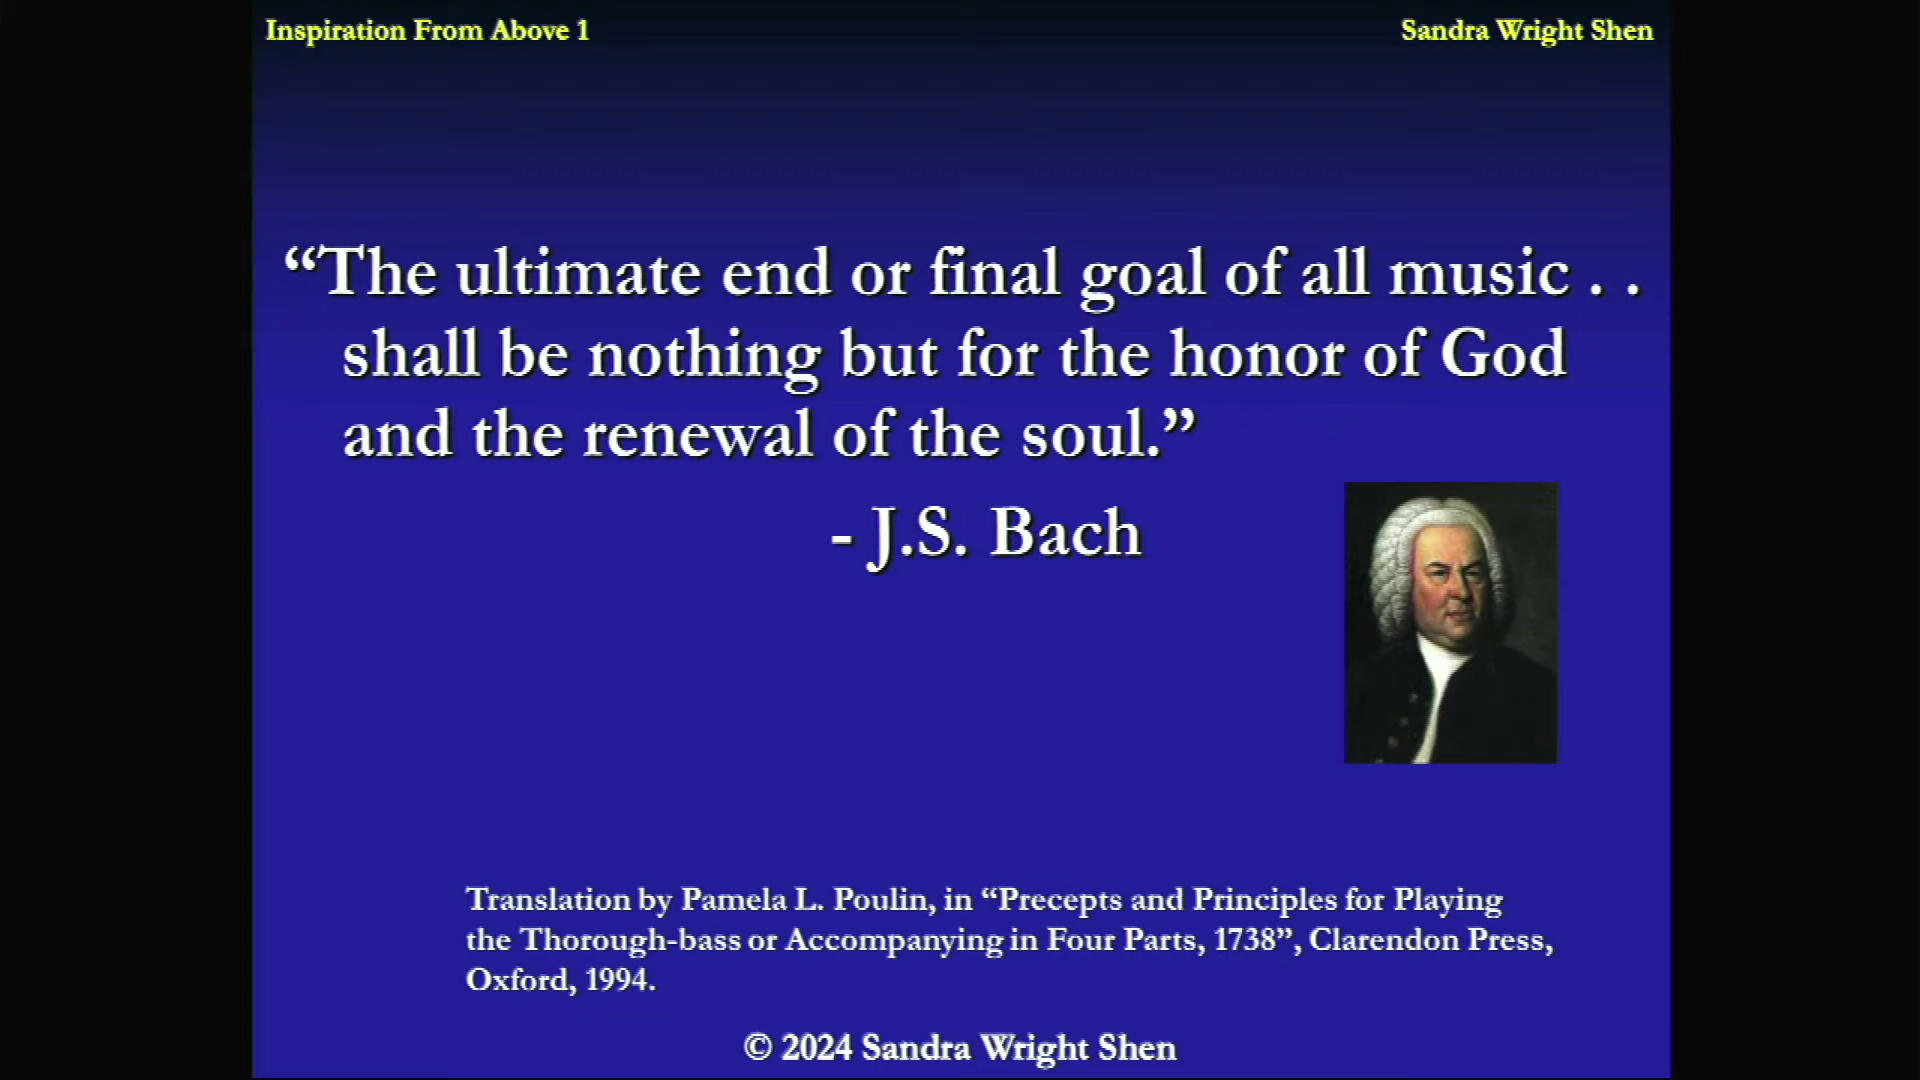 Inspiration From Above 1
Sandra Wright Shen
“The ultimate end or final goal of all music . .
shall be nothing but for the honor of God
and the renewal of the soul.”
- J.S. Bach
Translation by Pamela L. Poulin, in “Precepts and Principles for Playing
the Thorough-bass or Accompanying in Four Parts, 1738”, Clarendon Press,
Oxford, 1994.
© 2024 Sandra Wright Shen